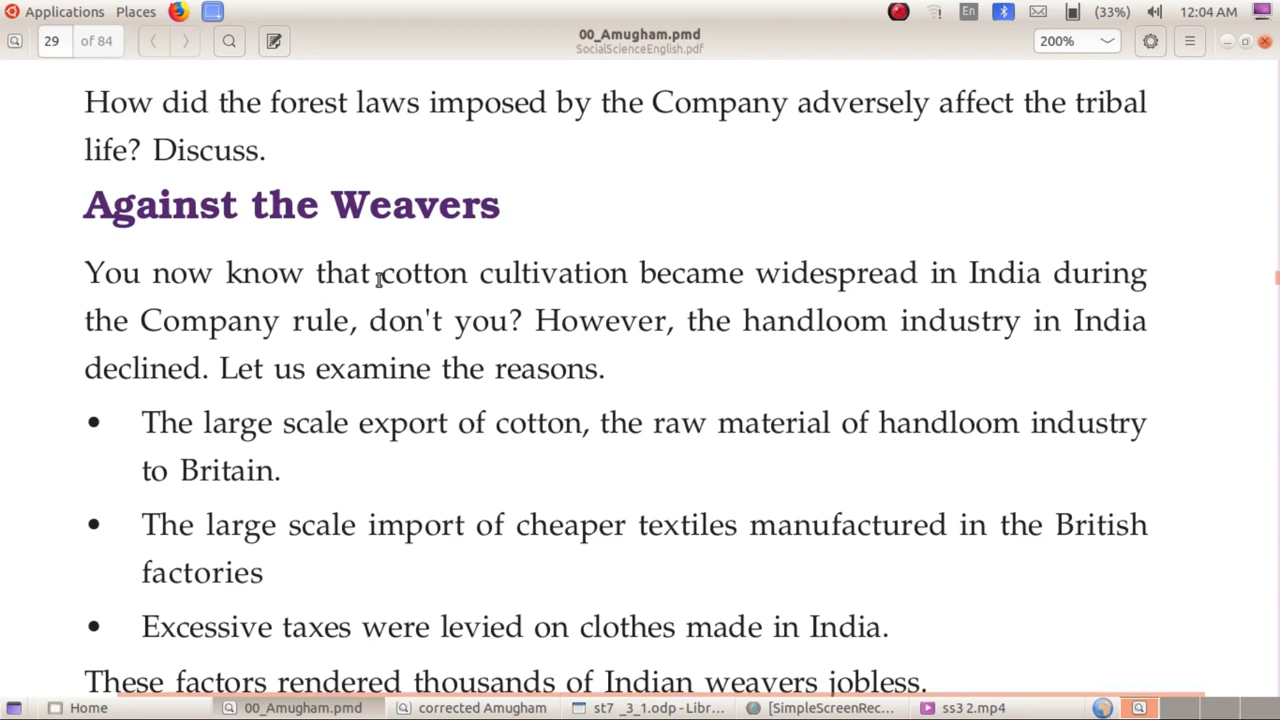 Applications Places En (33%) 12:04 AM
29 of 84 00_Amugham.pmd 200%
SocialScienceEnglish.pdf
How did the forest laws imposed by the Company adversely affect the tribal
life? Discuss.
Against the Weavers
You now know that cotton cultivation became widespread in India during
the Company rule, don't you? However, the handloom industry in India
declined. Let us examine the reasons.
• The large scale export of cotton, the raw material of handloom industry
to Britain.
• The large scale import of cheaper textiles manufactured in the British
factories
• Excessive taxes were levied on clothes made in India.
These factors rendered thousands of Indian weavers jobless.
Home 00_Amugham.pmd corrected Amugham st7 _3_1.odp - Libr... [SimpleScreenRec... ss3 2.mp4